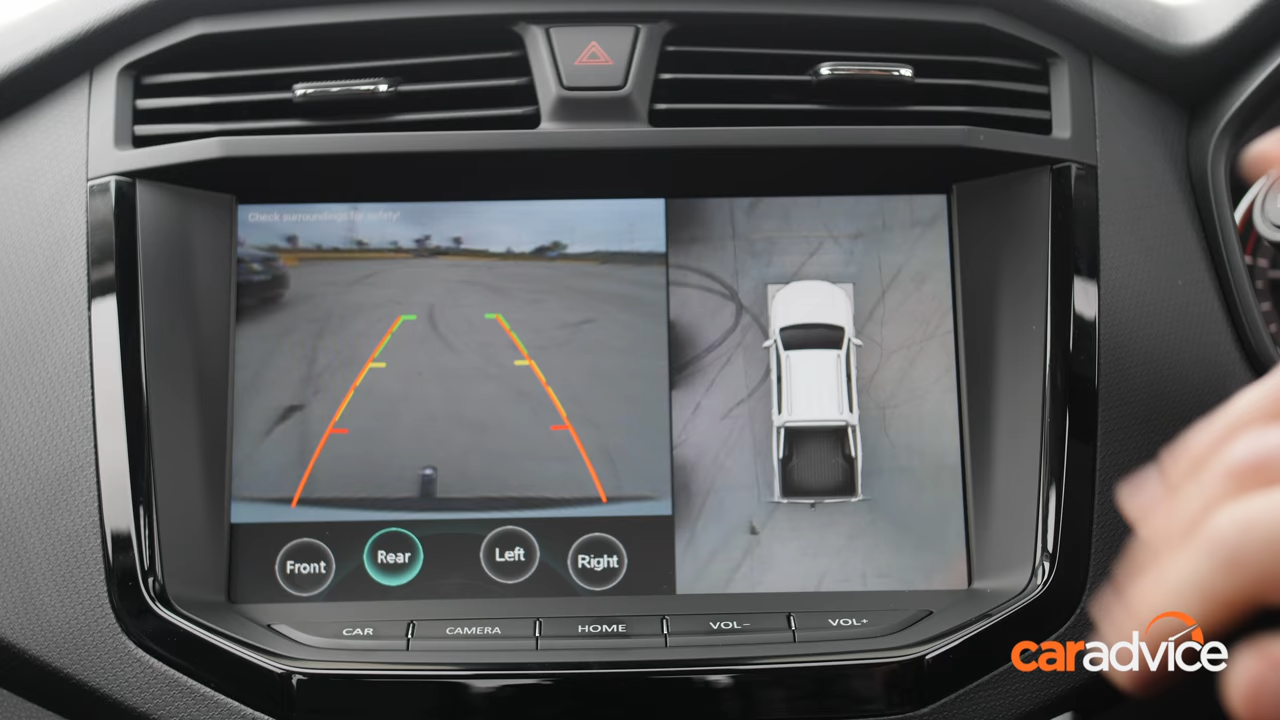 Check surroundings for safety!
Front
Rear
Left
Right
CAR
CAMERA
HOME
VOL-
VOL+
caradvice